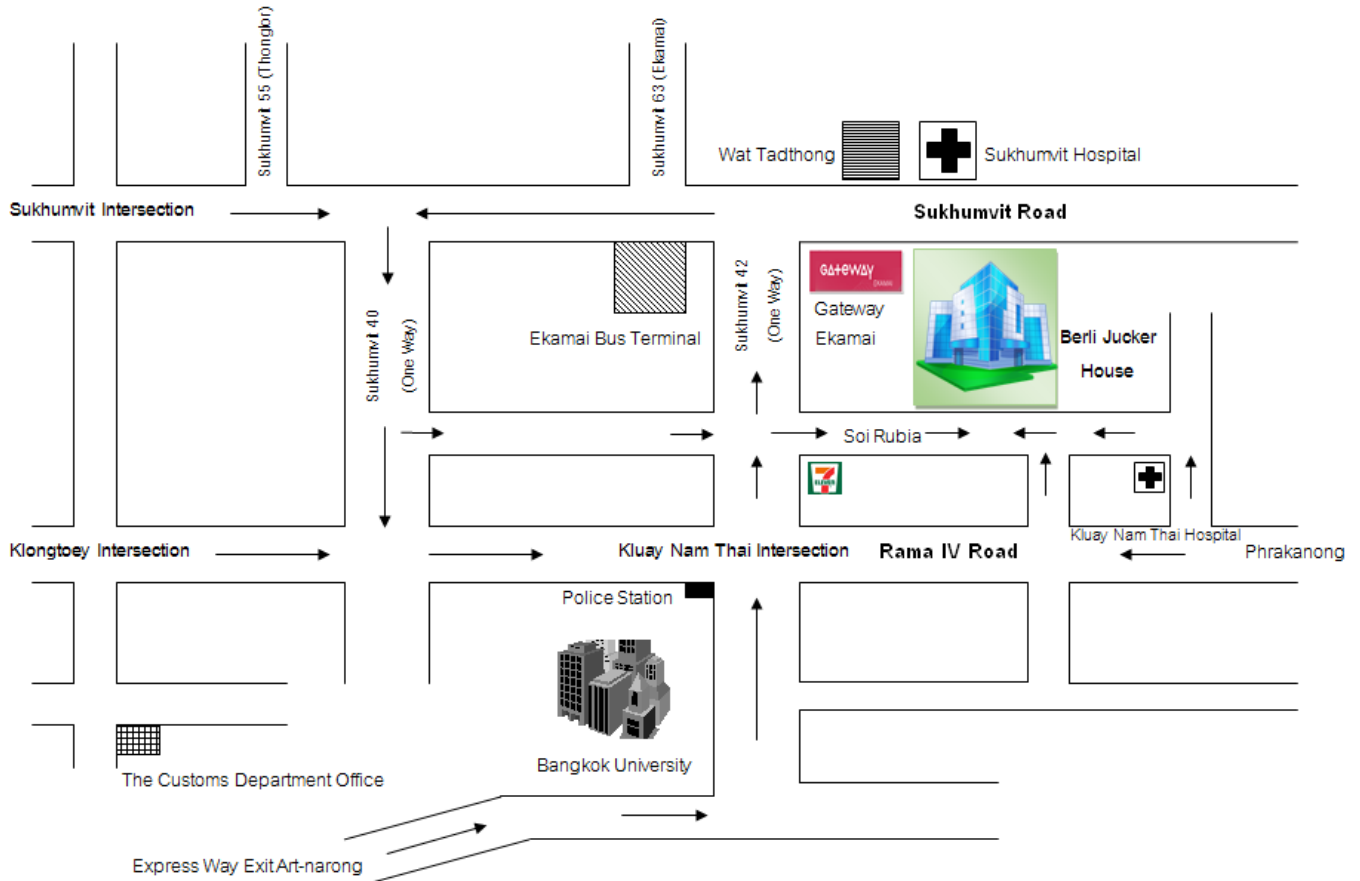 Sukhumvit 55 (Thonglor)
Sukhumvit 63 (Ekamai)
Wat Tadthong
Sukhumvit Hospital
Sukhumvit Intersection
Sukhumvit Road
Sukhumvit 40
(One Way)
Ekamai Bus Terminal
Sukhumvit 42
(One Way)
GATEWAY
Gateway
Ekamai
Berli Jucker
House
Soi Rubia
7
ELEVEN
Kluay Nam Thai Hospital
Klongtoey Intersection
Kluay Nam Thai Intersection
Rama IV Road
Phrakanong
Police Station
Bangkok University
The Customs Department Office
Express Way Exit Art-narong